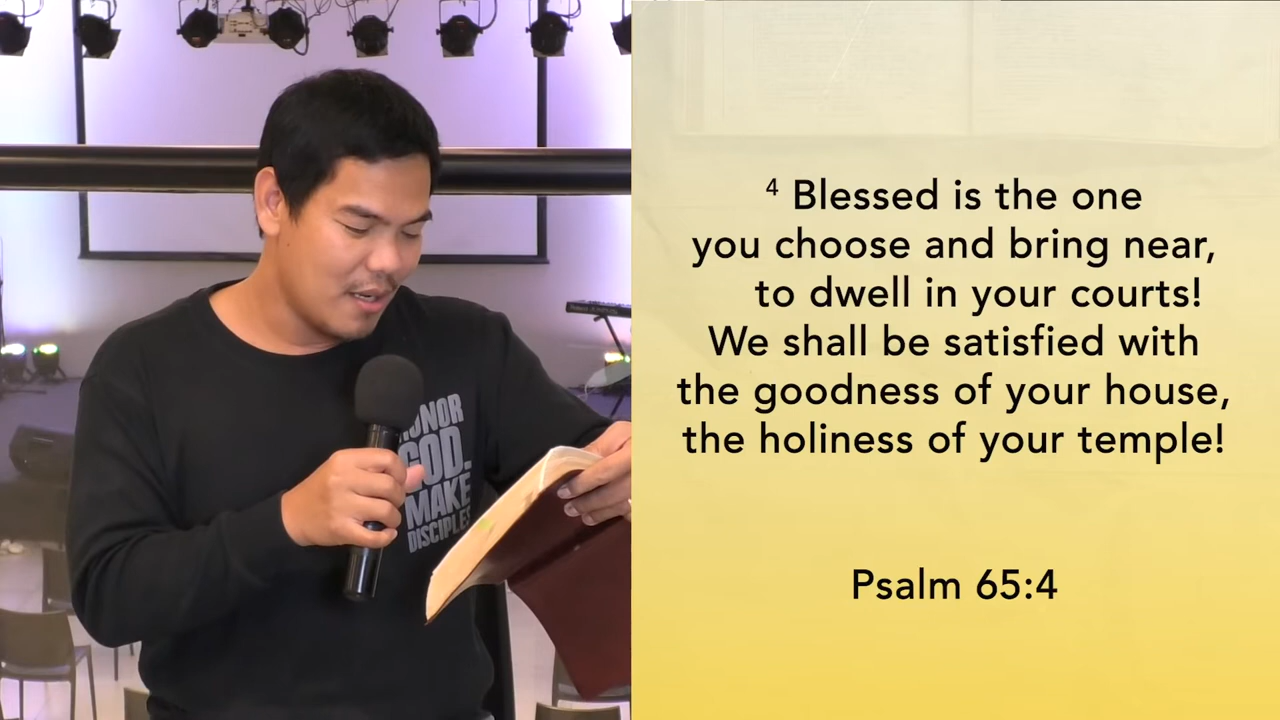 HONOR
GOD.
MAKE
DISCIPLES
4 Blessed is the one
you choose and bring near,
to dwell in your courts!
We shall be satisfied with
the goodness of your house,
the holiness of your temple!
Psalm 65:4